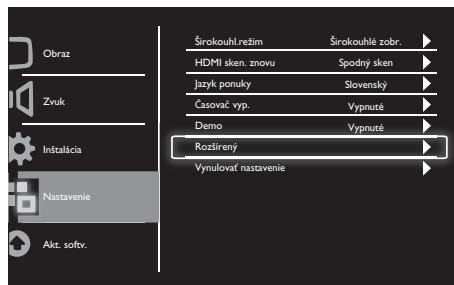 Obraz
Zvuk
Inštalácia
Nastavenie
Akt. softv.
Širokouhl.režim Širokouhlé zobr.
HDMI sken. znovu Spodný sken
Jazyk ponuky Slovenský
Časovač vyp. Vypnuté
Demo Vypnuté
Rozšírený
Vynulovať nastavenie